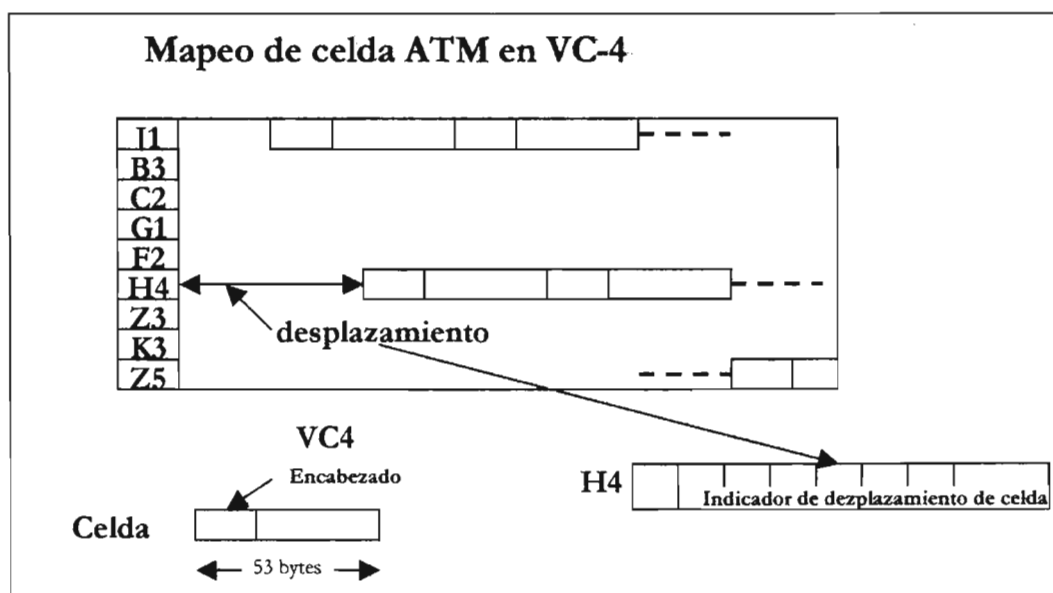 Mapeo de celda ATM en VC-4
J1
B3
C2
G1
F2
H4
Z3
desplazamiento
K3
Z5
VC4
Encabezado
H4
Indicador de dezplazamiento de celda
Celda
53 bytes